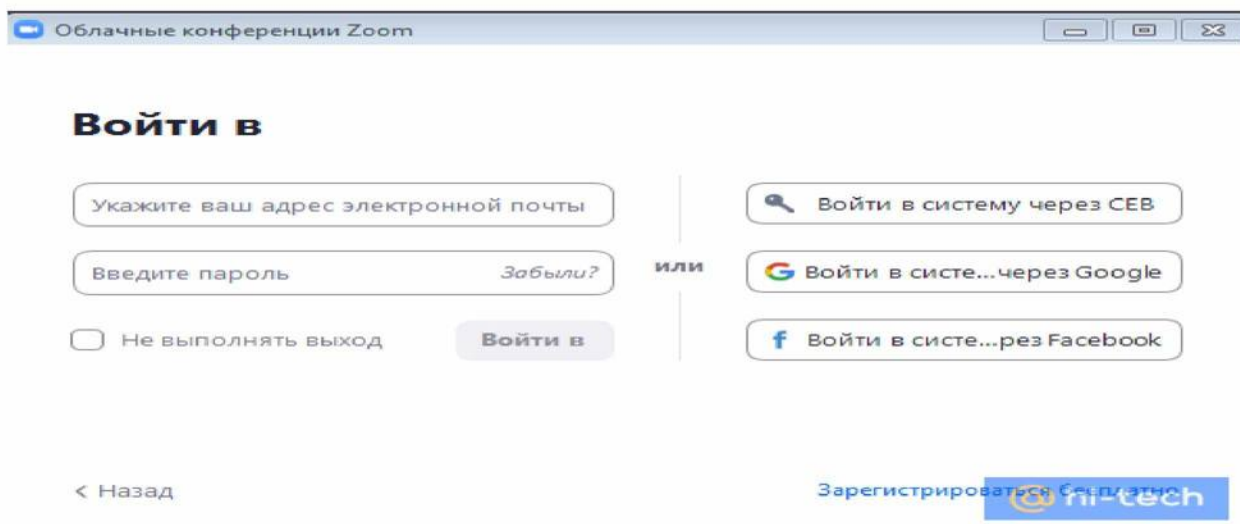 Облачные конференции Zoom
Войти в
Укажите ваш адрес электронной почты
Введите пароль
Забыли?
Не выполнять выход
Войти в
или
Войти в систему через СЕВ
Войти в систе...через Google
Войти в систе...рез Facebook
< Назад
Зарегистрироваться бесплатно
@ hi-tech